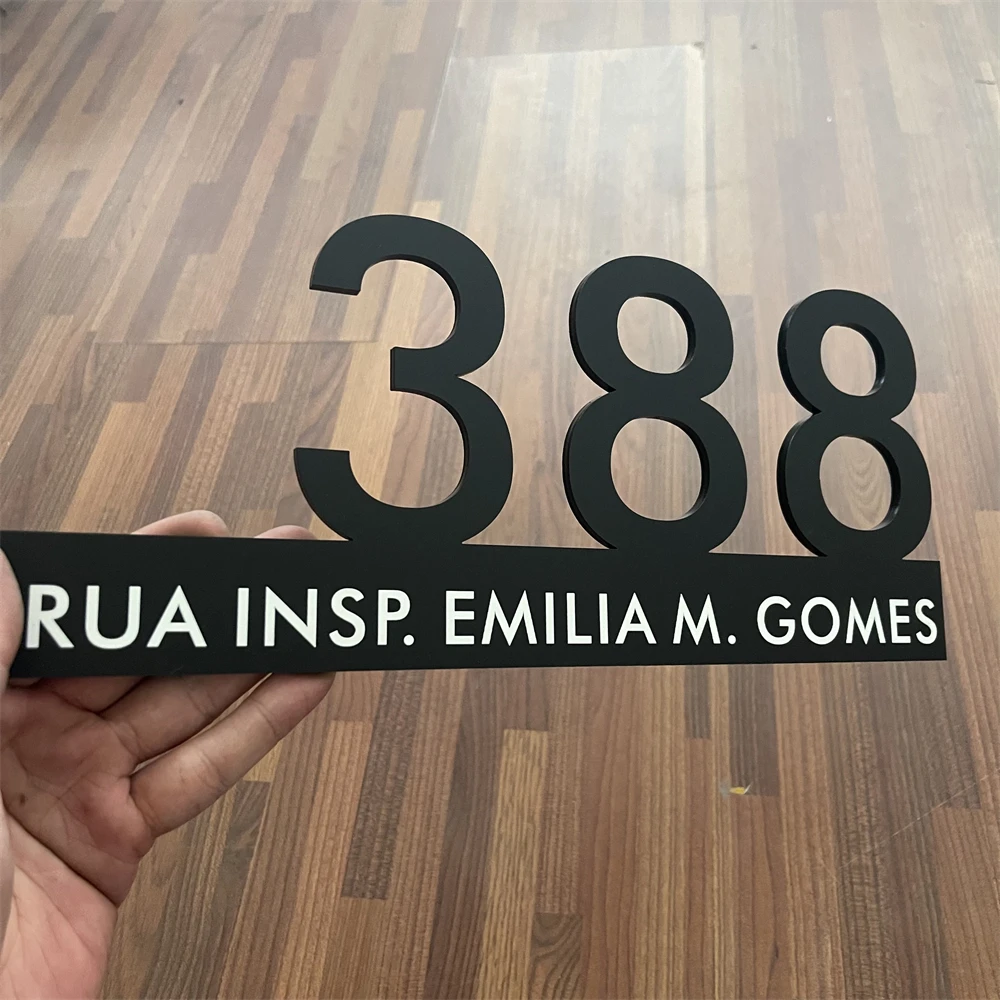 388
RUA INSP. EMILIA M. GOMES